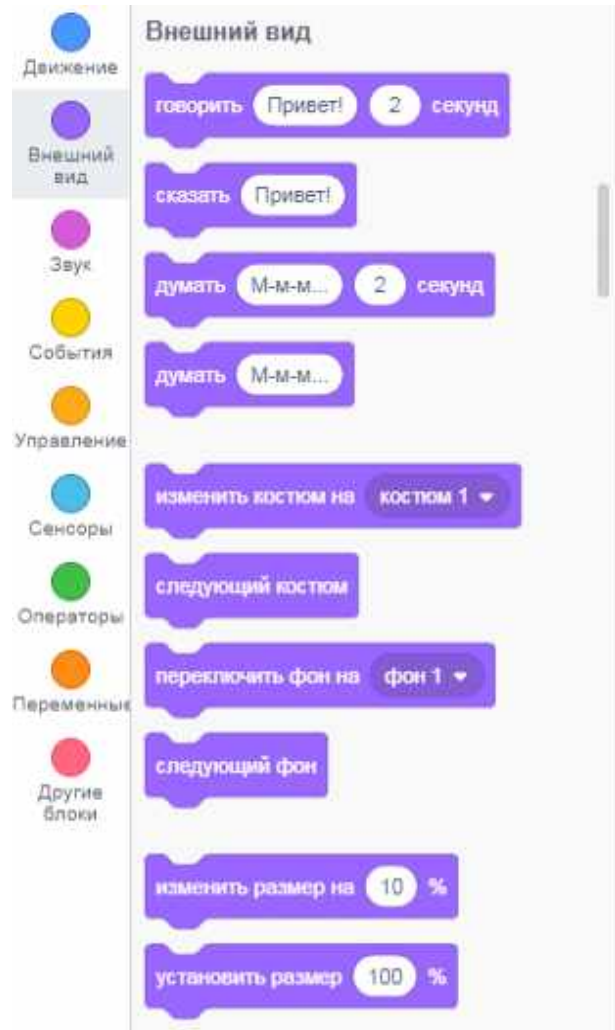 Движение
Внешний
вид
Звук
События
Управление
Сенсоры
Операторы
Переменные
Другие
блоки
Внешний вид
говорить Привет! 2 секунд
сказать Привет!
думать М-м-м... 2 секунд
думать М-м-м...
изменить костюм на костюм 1
следующий костюм
переключить фон на фон 1
следующий фон
изменить размер на 10 %
установить размер 100 %